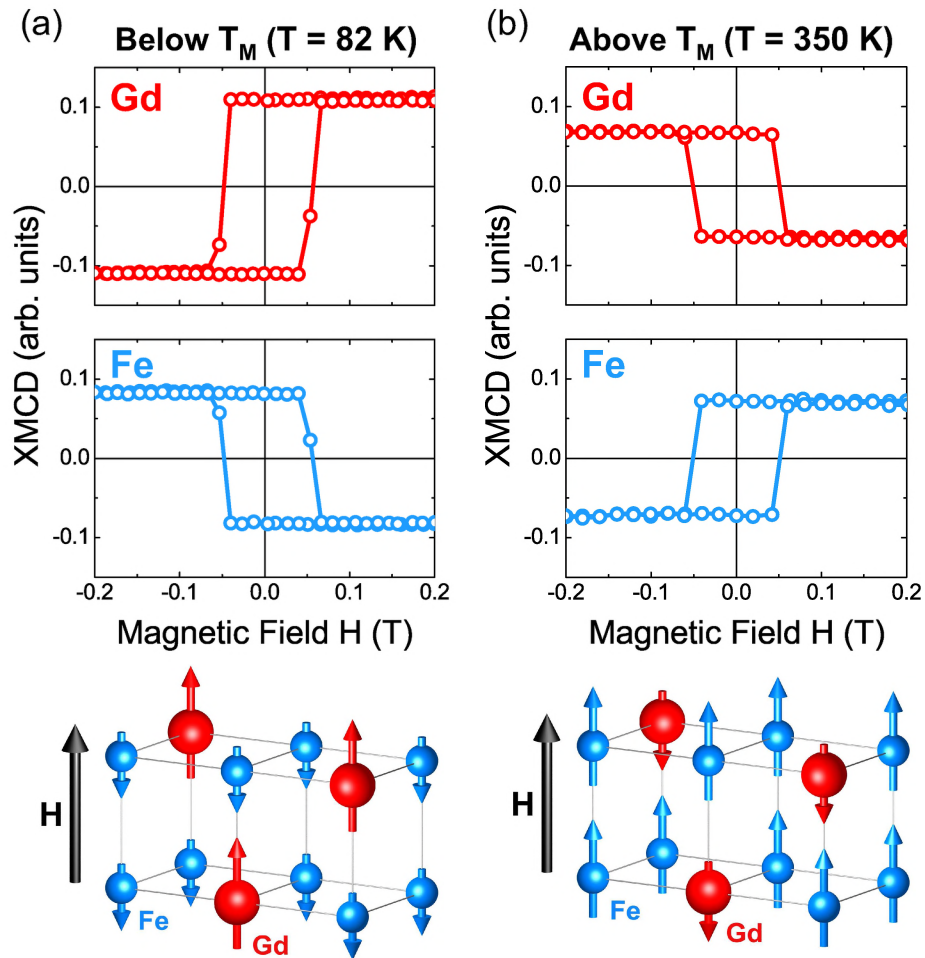 (a)
Below T_M (T = 82 K)
Gd
0.1
0.0
-0.1
XMCD (arb. units)
Fe
0.1
0.0
-0.1
-0.2 -0.1 0.0 0.1 0.2
Magnetic Field H (T)
H
Fe
Gd
(b)
Above T_M (T = 350 K)
Gd
0.1
0.0
-0.1
XMCD (arb. units)
Fe
0.1
0.0
-0.1
-0.2 -0.1 0.0 0.1 0.2
Magnetic Field H (T)
H
Fe
Gd